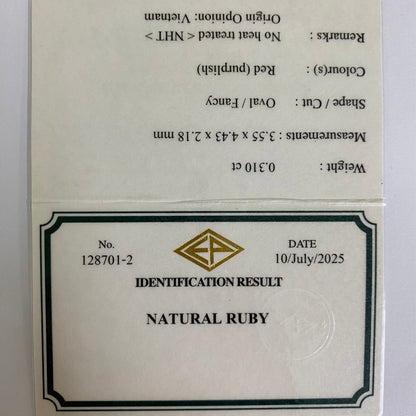 Weight : 0.310 ct
Measurements : 3.55 x 4.43 x 2.18 mm
Shape / Cut : Oval / Fancy
Colour(s) : Red (purplish)
Remarks : No heat treated < NHT >
Origin Opinion: Vietnam
No.
128701-2
DATE
10/July/2025
IDENTIFICATION RESULT
NATURAL RUBY